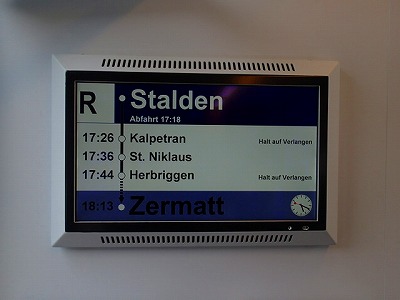 R Stalden
Abfahrt 17:18
17:26 Kalpetran Halt auf Verlangen
17:36 St. Niklaus
17:44 Herbriggen Halt auf Verlangen
18:13 Zermatt